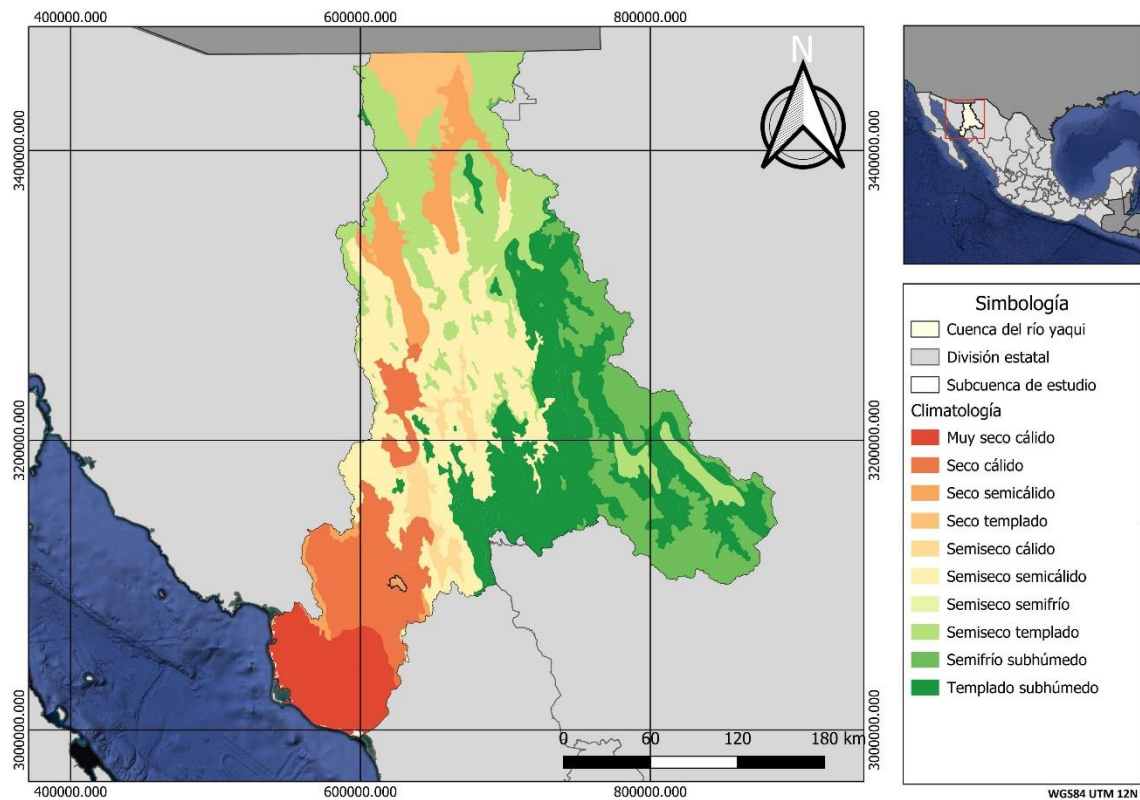 400000.000
600000.000
800000.000
N
3400000.000
3400000.000
3200000.000
3200000.000
3000000.000
3000000.000
0
60
120
180 km
400000.000
600000.000
800000.000
Simbología
Cuenca del río yaqui
División estatal
Subcuenca de estudio
Climatología
Muy seco cálido
Seco cálido
Seco semicálido
Seco templado
Semiseco cálido
Semiseco semicálido
Semiseco semifrío
Semiseco templado
Semifrío subhúmedo
Templado subhúmedo
WGS84 UTM 12N